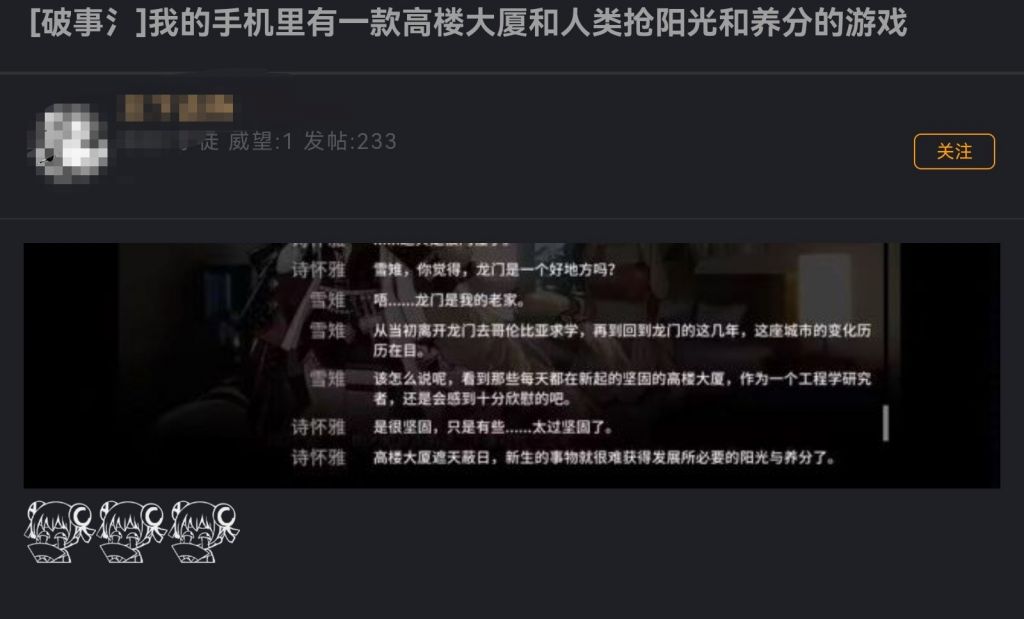 [破事氵]我的手机里有一款高楼大厦和人类抢阳光和养分的游戏
徒 威望:1 发帖:233
关注
诗怀雅 雪雉，你觉得，龙门是一个好地方吗？
雪雉 唔......龙门是我的老家。
雪雉 从当初离开龙门去哥伦比亚求学，再到回到龙门的这几年，这座城市的变化历
历在目。
雪雉 该怎么说呢，看到那些每天都在新起的坚固的高楼大厦，作为一个工程学研究
者，还是会感到十分欣慰的吧。
诗怀雅 是很坚固，只是有些......太过坚固了。
诗怀雅 高楼大厦遮天蔽日，新生的事物就很难获得发展所必要的阳光与养分了。